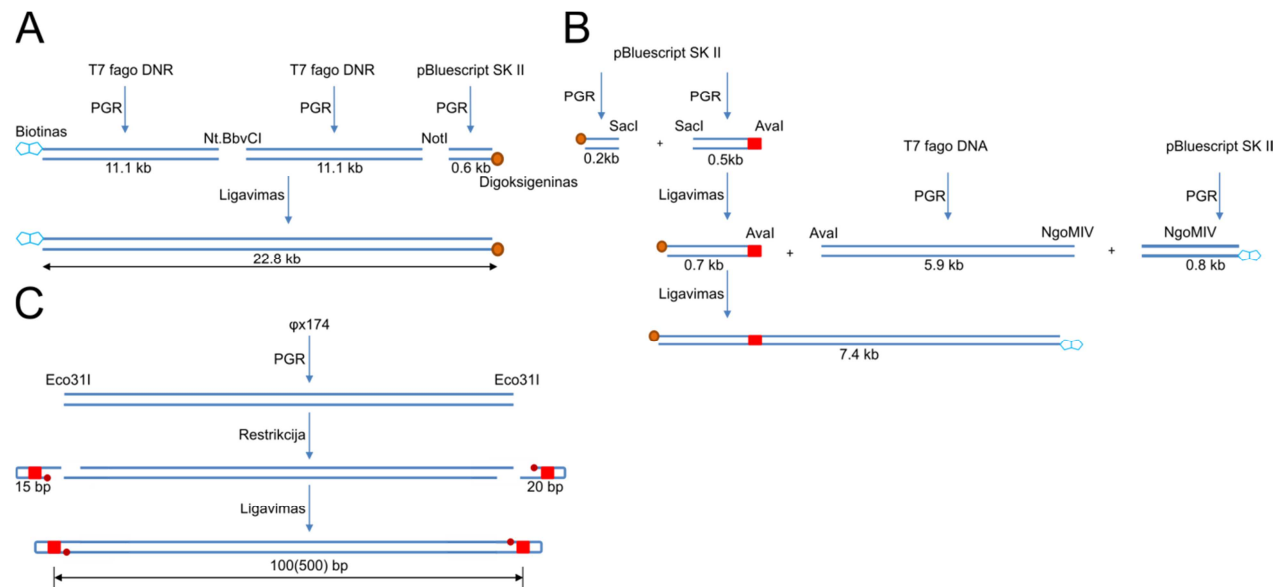 A
T7 fago DNR
T7 fago DNR
pBluescript SK II
PGR
PGR
PGR
Biotinas
Nt.BbvCI
NotI
11.1 kb
11.1 kb
0.6 kb
Digoksigeninas
Ligavimas
22.8 kb
B
pBluescript SK II
PGR
PGR
SacI
SacI
AvaI
+
0.2kb
0.5kb
T7 fago DNA
pBluescript SK II
Ligavimas
PGR
PGR
AvaI
AvaI
NgoMIV
NgoMIV
+
+
0.7 kb
5.9 kb
0.8 kb
Ligavimas
7.4 kb
C
φx174
PGR
Eco31I
Eco31I
Restrikcija
15 bp
20 bp
Ligavimas
100(500) bp